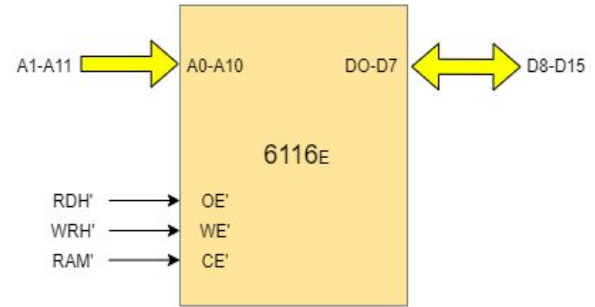 A1-A11 A0-A10 DO-D7 D8-D15
6116E
RDH' OE'
WRH' WE'
RAM' CE'